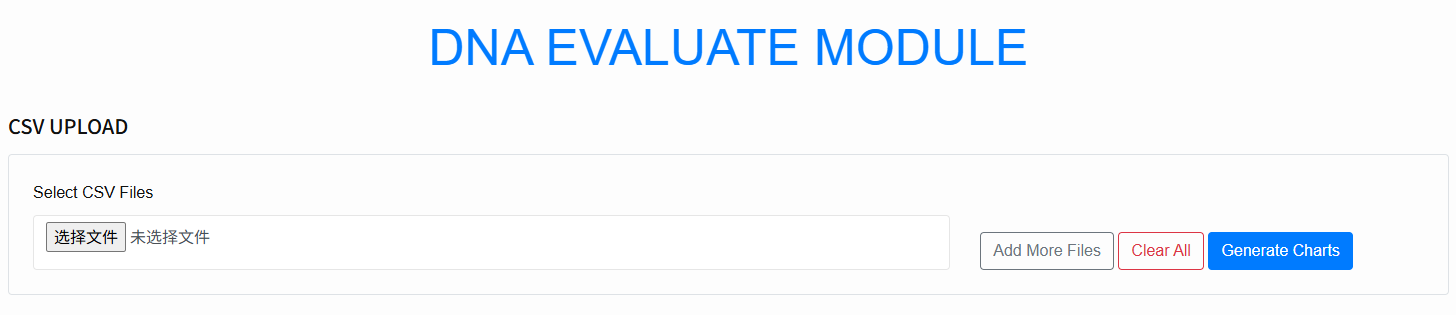 DNA EVALUATE MODULE
CSV UPLOAD
Select CSV Files
选择文件 未选择文件
Add More Files Clear All Generate Charts